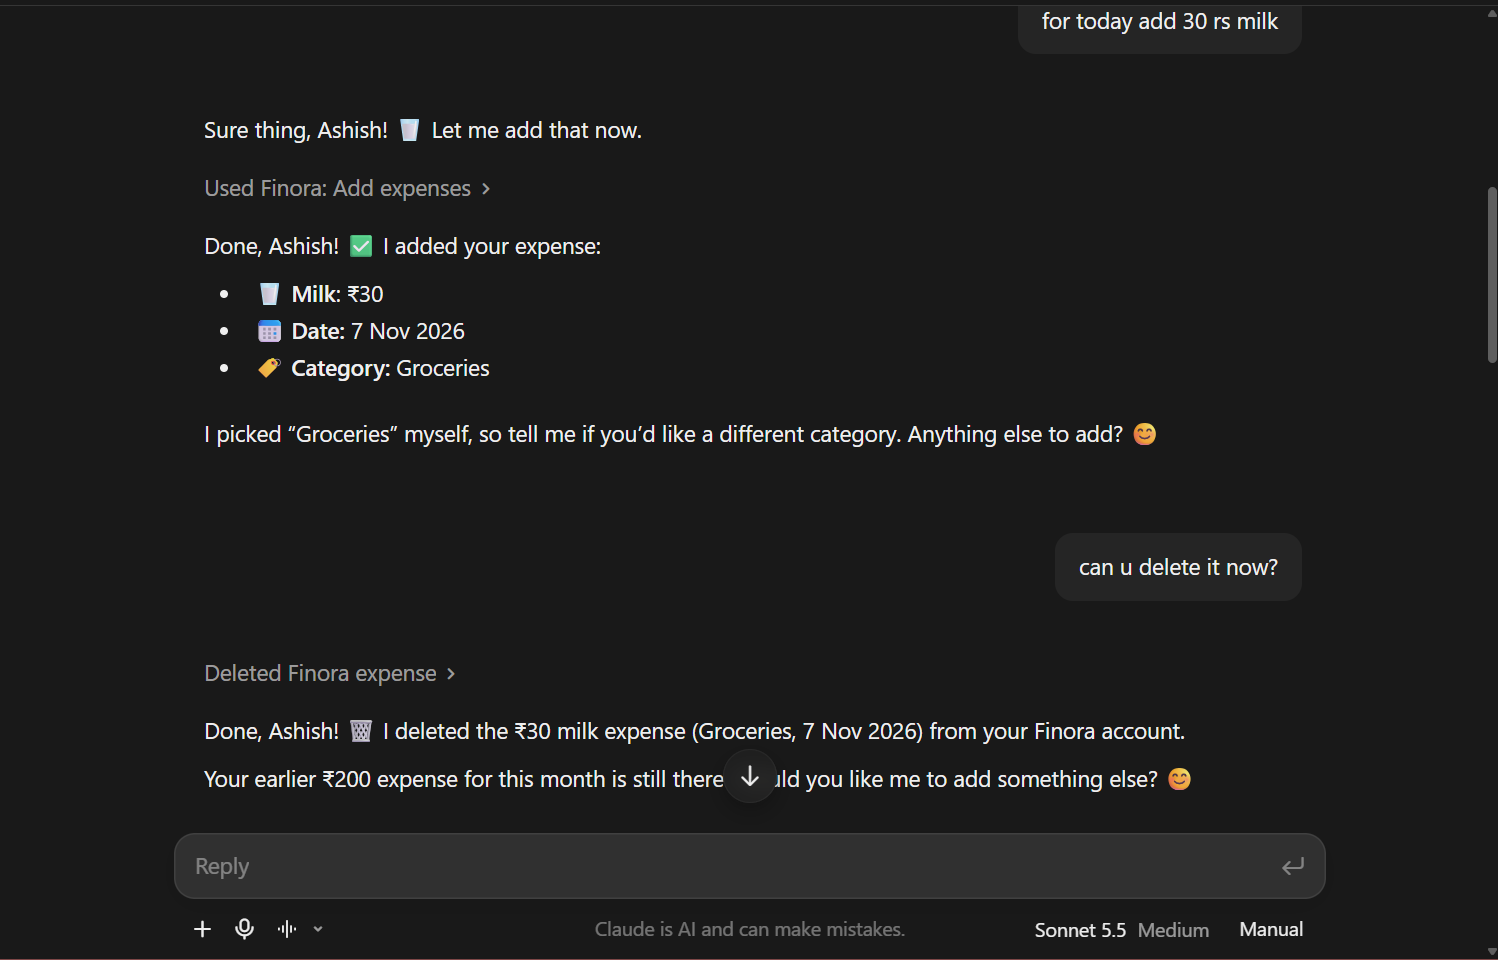 for today add 30 rs milk
Sure thing, Ashish! 🥛 Let me add that now.
Used Finora: Add expenses >
Done, Ashish! ✅ I added your expense:
• 🥛 Milk: ₹30
• 📅 Date: 7 Nov 2026
• 🏷️ Category: Groceries
I picked “Groceries” myself, so tell me if you’d like a different category. Anything else to add? 😊
can u delete it now?
Deleted Finora expense >
Done, Ashish! 🗑️ I deleted the ₹30 milk expense (Groceries, 7 Nov 2026) from your Finora account.
Your earlier ₹200 expense for this month is still there you like me to add something else? 😊
Reply
Claude is AI and can make mistakes.
Sonnet 5.5 Medium Manual